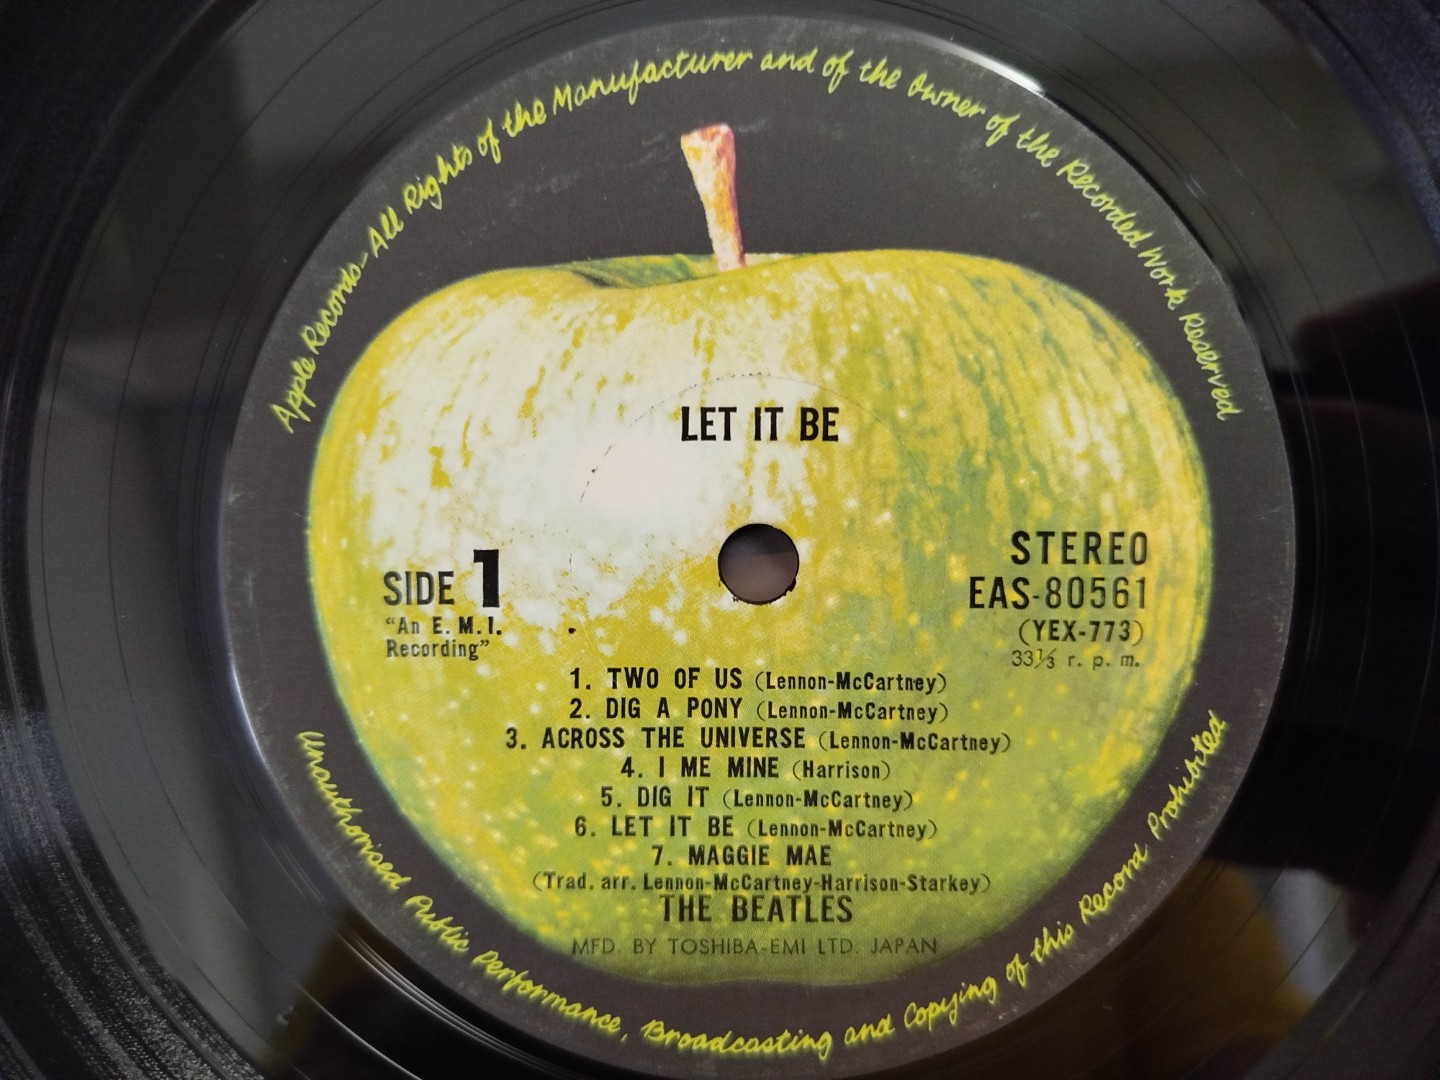 Apple Records-All Rights of the Manufacturer and of the Owner of the Recorded Work Reserved
LET IT BE
SIDE 1
"An E. M. I.
Recording"
STEREO
EAS-80561
(YEX-773)
33⅓ r. p. m.
1. TWO OF US (Lennon-McCartney)
2. DIG A PONY (Lennon-McCartney)
3. ACROSS THE UNIVERSE (Lennon-McCartney)
4. I ME MINE (Harrison)
5. DIG IT (Lennon-McCartney)
6. LET IT BE (Lennon-McCartney)
7. MAGGIE MAE
(Trad. arr. Lennon-McCartney-Harrison-Starkey)
THE BEATLES
MFD. BY TOSHIBA-EMI LTD. JAPAN
Unauthorised Public Performance, Broadcasting and Copying of this Record Prohibited